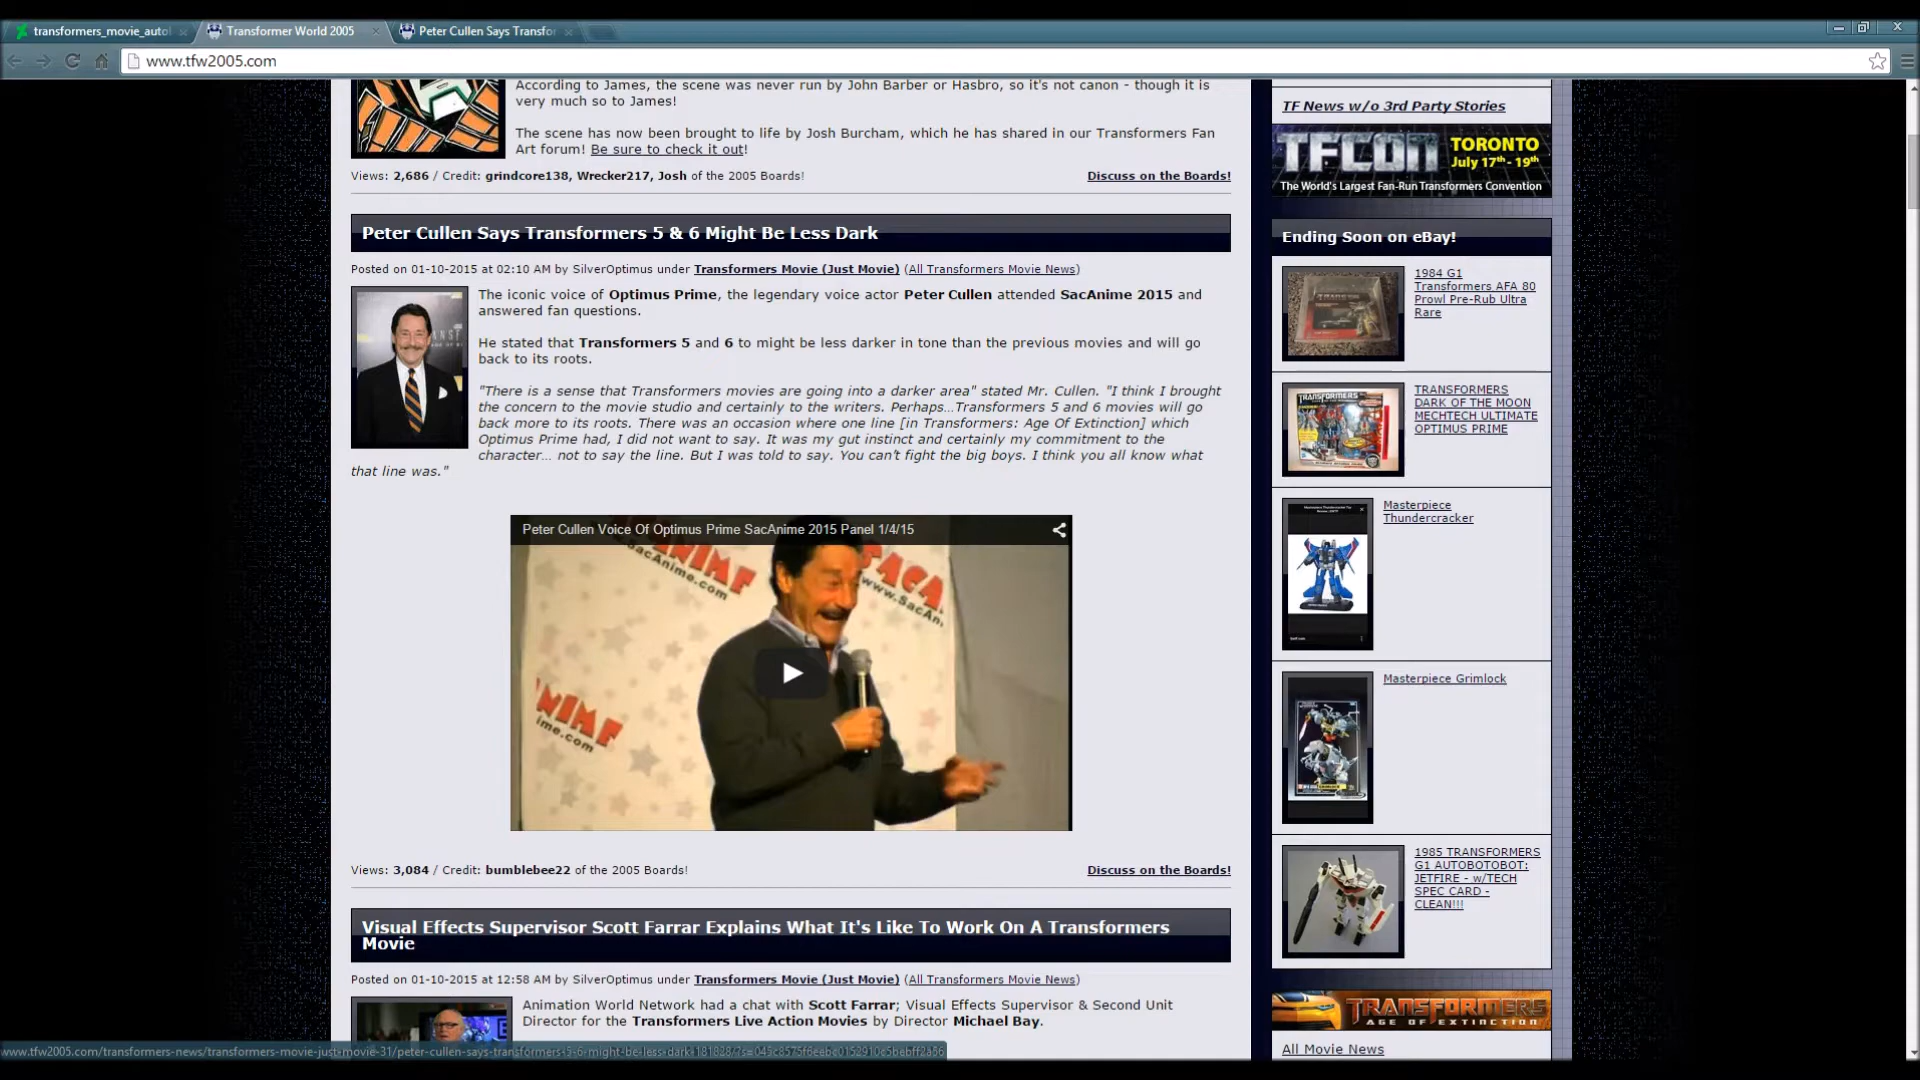 transformers_movie_autol
Transformer World 2005
Peter Cullen Says Transfor
www.tfw2005.com
According to James, the scene was never run by John Barber or Hasbro, so it's not canon - though it is
very much so to James!
The scene has now been brought to life by Josh Burcham, which he has shared in our Transformers Fan
Art forum! Be sure to check it out!
Views: 2,686 / Credit: grindcore138, Wrecker217, Josh of the 2005 Boards!
Discuss on the Boards!
Peter Cullen Says Transformers 5 & 6 Might Be Less Dark
Posted on 01-10-2015 at 02:10 AM by SilverOptimus under Transformers Movie (Just Movie) (All Transformers Movie News)
The iconic voice of Optimus Prime, the legendary voice actor Peter Cullen attended SacAnime 2015 and
answered fan questions.
He stated that Transformers 5 and 6 to might be less darker in tone than the previous movies and will go
back to its roots.
"There is a sense that Transformers movies are going into a darker area" stated Mr. Cullen. "I think I brought
the concern to the movie studio and certainly to the writers. Perhaps...Transformers 5 and 6 movies will go
back more to its roots. There was an occasion where one line [in Transformers: Age Of Extinction] which
Optimus Prime had, I did not want to say. It was my gut instinct and certainly my commitment to the
character... not to say the line. But I was told to say. You can't fight the big boys. I think you all know what
that line was."
Peter Cullen Voice Of Optimus Prime SacAnime 2015 Panel 1/4/15
SacAnime.com
www.SacAn
ime.com
Views: 3,084 / Credit: bumblebee22 of the 2005 Boards!
Discuss on the Boards!
Visual Effects Supervisor Scott Farrar Explains What It's Like To Work On A Transformers
Movie
Posted on 01-10-2015 at 12:58 AM by SilverOptimus under Transformers Movie (Just Movie) (All Transformers Movie News)
Animation World Network had a chat with Scott Farrar; Visual Effects Supervisor & Second Unit
Director for the Transformers Live Action Movies by Director Michael Bay.
TF News w/o 3rd Party Stories
TFCON TORONTO
July 17th - 19th
The World's Largest Fan-Run Transformers Convention
Ending Soon on eBay!
1984 G1
Transformers AFA 80
Prowl Pre-Rub Ultra
Rare
TRANSFORMERS
DARK OF THE MOON
MECHTECH ULTIMATE
OPTIMUS PRIME
Masterpiece
Thundercracker
Masterpiece Grimlock
1985 TRANSFORMERS
G1 AUTOBOTOBOT:
JETFIRE - w/TECH
SPEC CARD -
CLEAN!!!
TRANSFORMERS
AGE OF EXTINCTION
All Movie News